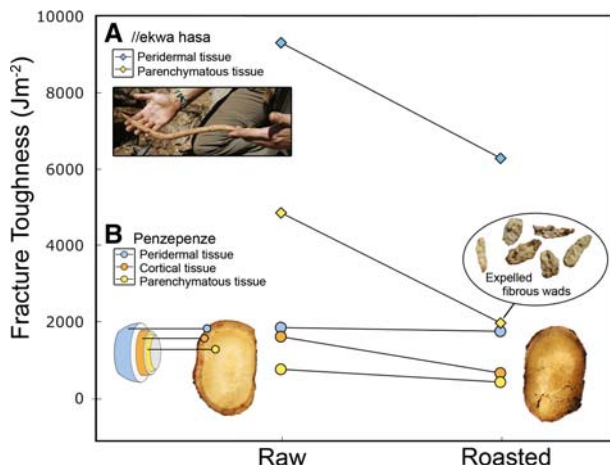 Fracture Toughness (Jm-2)
10000
8000
6000
4000
2000
0
A //ekwa hasa
Peridermal tissue
Parenchymatous tissue
B Penzepenze
Peridermal tissue
Cortical tissue
Parenchymatous tissue
Expelled
fibrous wads
Raw
Roasted